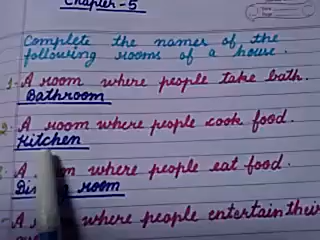 Chapter-5
Complete the names of the
following rooms of a house.
1- A room where people take bath.
Bathroom
2- A room where people cook food.
Kitchen
A room where people eat food.
room
A where people entertain their